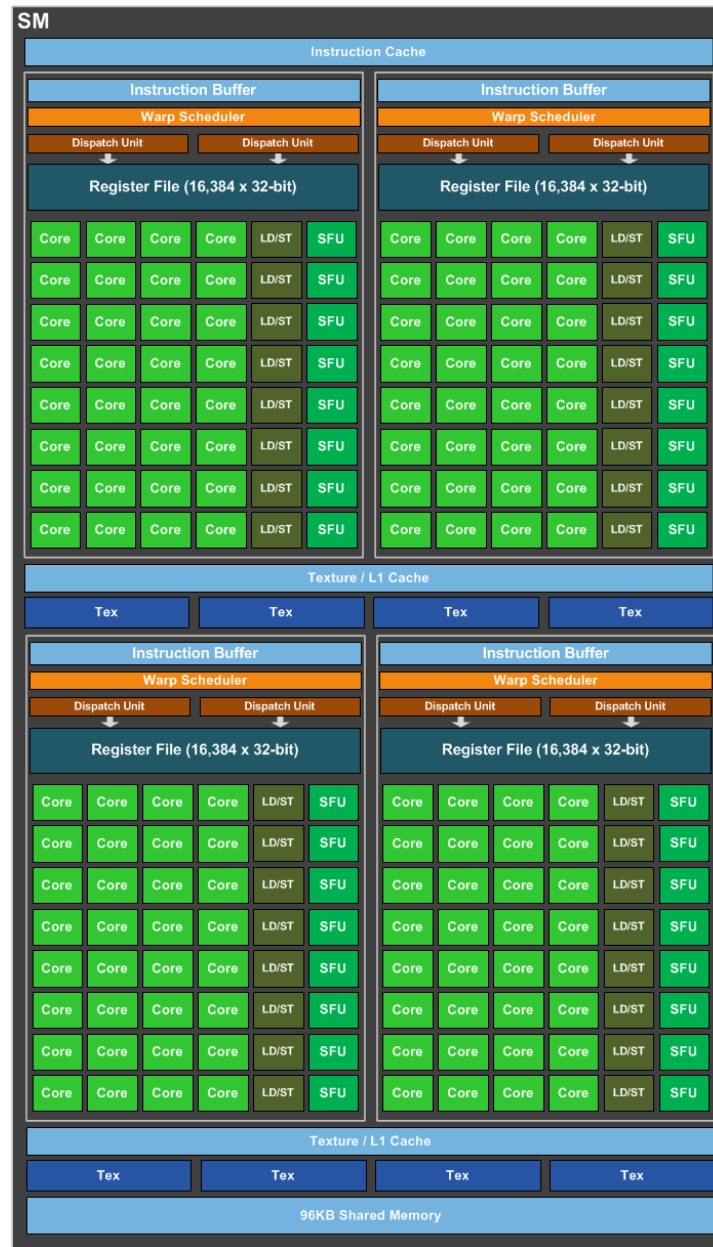 SM
Instruction Cache
Instruction Buffer Instruction Buffer
Warp Scheduler Warp Scheduler
Dispatch Unit Dispatch Unit Dispatch Unit Dispatch Unit
Register File (16,384 x 32-bit) Register File (16,384 x 32-bit)
Core Core Core Core LD/ST SFU Core Core Core Core LD/ST SFU
Core Core Core Core LD/ST SFU Core Core Core Core LD/ST SFU
Core Core Core Core LD/ST SFU Core Core Core Core LD/ST SFU
Core Core Core Core LD/ST SFU Core Core Core Core LD/ST SFU
Core Core Core Core LD/ST SFU Core Core Core Core LD/ST SFU
Core Core Core Core LD/ST SFU Core Core Core Core LD/ST SFU
Core Core Core Core LD/ST SFU Core Core Core Core LD/ST SFU
Core Core Core Core LD/ST SFU Core Core Core Core LD/ST SFU
Texture / L1 Cache
Tex Tex Tex Tex
Instruction Buffer Instruction Buffer
Warp Scheduler Warp Scheduler
Dispatch Unit Dispatch Unit Dispatch Unit Dispatch Unit
Register File (16,384 x 32-bit) Register File (16,384 x 32-bit)
Core Core Core Core LD/ST SFU Core Core Core Core LD/ST SFU
Core Core Core Core LD/ST SFU Core Core Core Core LD/ST SFU
Core Core Core Core LD/ST SFU Core Core Core Core LD/ST SFU
Core Core Core Core LD/ST SFU Core Core Core Core LD/ST SFU
Core Core Core Core LD/ST SFU Core Core Core Core LD/ST SFU
Core Core Core Core LD/ST SFU Core Core Core Core LD/ST SFU
Core Core Core Core LD/ST SFU Core Core Core Core LD/ST SFU
Core Core Core Core LD/ST SFU Core Core Core Core LD/ST SFU
Texture / L1 Cache
Tex Tex Tex Tex
96KB Shared Memory